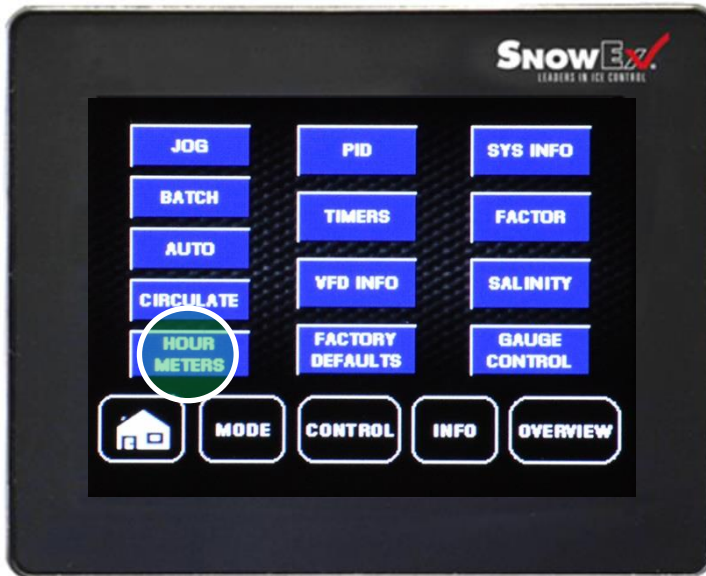 SNOWEX
LEADERS IN ICE CONTROL
JOG
BATCH
AUTO
CIRCULATE
HOUR
METERS
PID
TIMERS
VFD INFO
FACTORY
DEFAULTS
SYS INFO
FACTOR
SALINITY
GAUGE
CONTROL
MODE
CONTROL
INFO
OVERVIEW